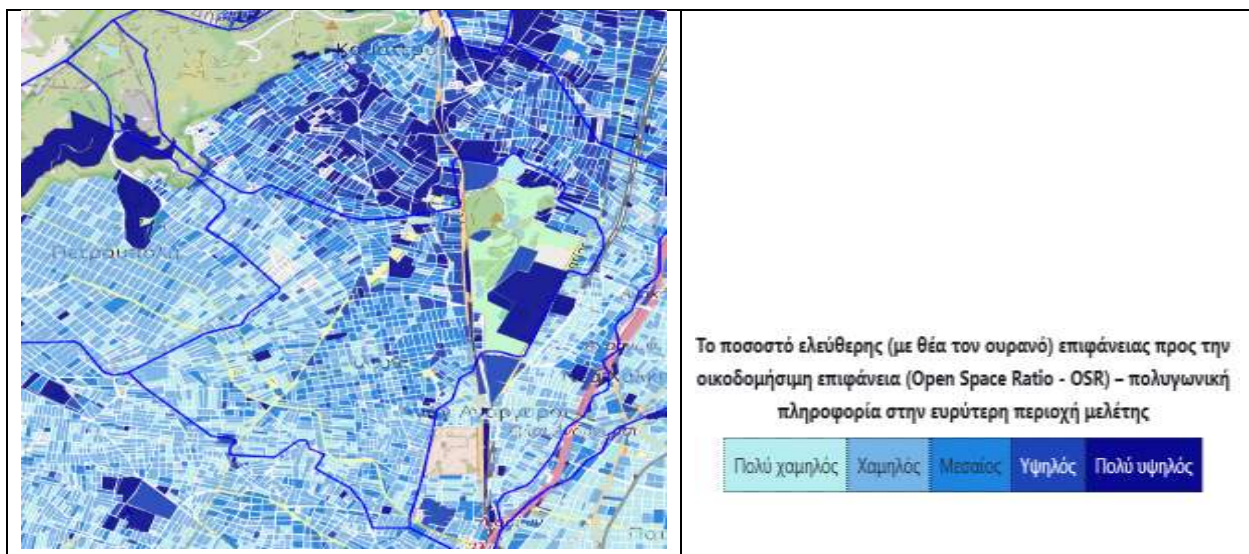 Πετρούπολη
Το ποσοστό ελεύθερης (με θέα τον ουρανό) επιφάνειας προς την
οικοδομήσιμη επιφάνεια (Open Space Ratio - OSR) – πολυγωνική
πληροφορία στην ευρύτερη περιοχή μελέτης
Πολύ χαμηλός Χαμηλός Μεσαίος Υψηλός Πολύ υψηλός